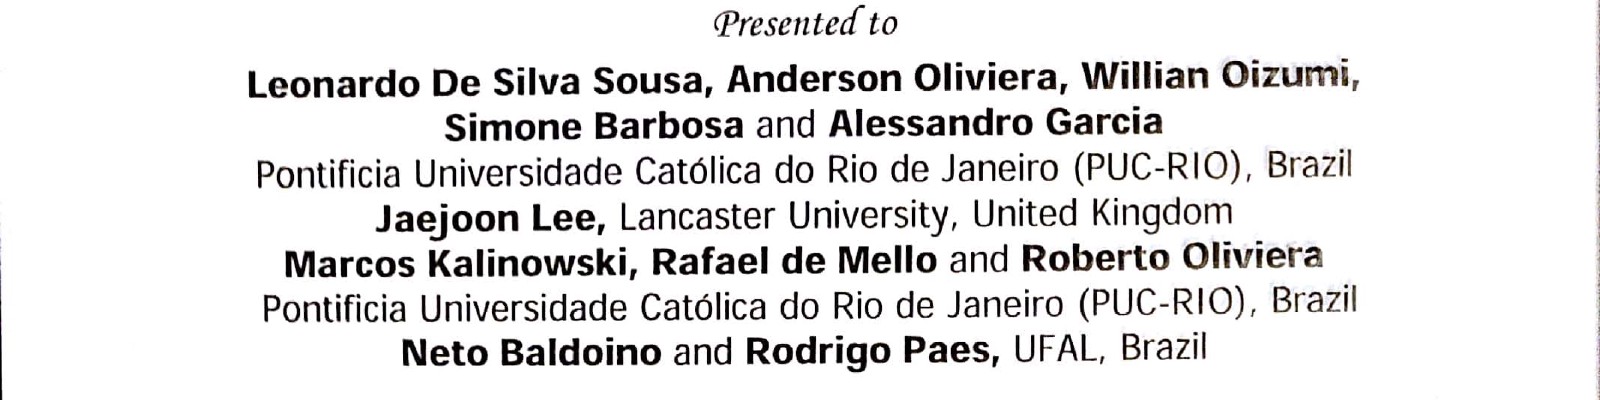 Presented to
Leonardo De Silva Sousa, Anderson Oliviera, Willian Oizumi,
Simone Barbosa and Alessandro Garcia
Pontificia Universidade Católica do Rio de Janeiro (PUC-RIO), Brazil
Jaejoon Lee, Lancaster University, United Kingdom
Marcos Kalinowski, Rafael de Mello and Roberto Oliviera
Pontificia Universidade Católica do Rio de Janeiro (PUC-RIO), Brazil
Neto Baldoino and Rodrigo Paes, UFAL, Brazil